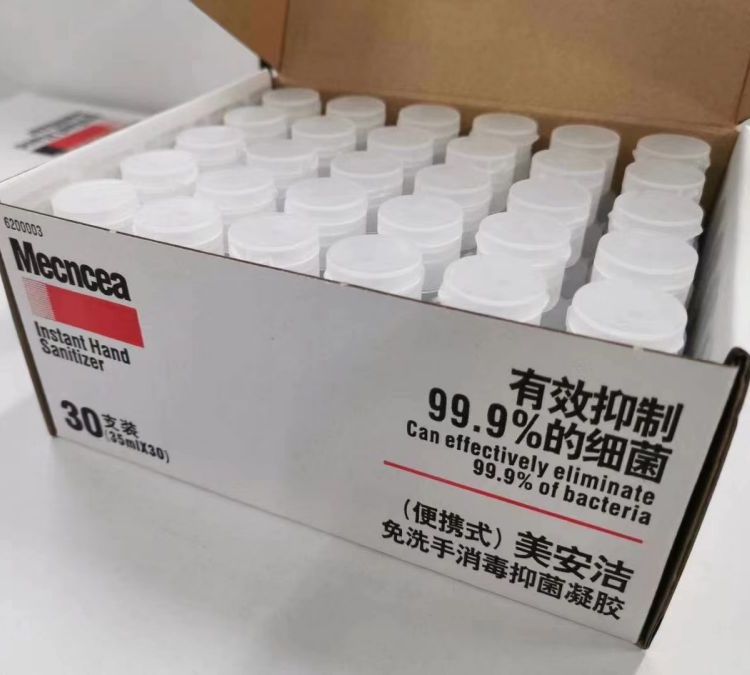 6200003
Mecncea
Instant Hand
Sanitizer
30支装
(35mlX30)
有效抑制
99.9%的细菌
Can effectively eliminate
99.9% of bacteria
(便携式) 美安洁
免洗手消毒抑菌凝胶